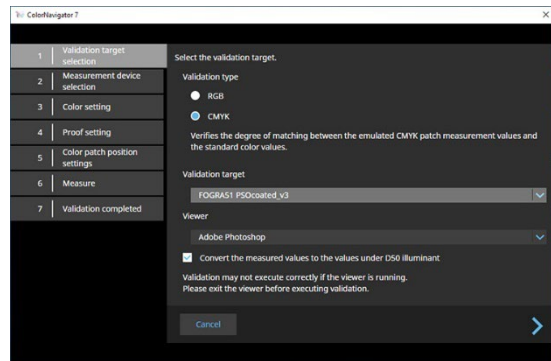 ColorNavigator 7
1 Validation target
selection
2 Measurement device
selection
3 Color setting
4 Proof setting
5 Color patch position
settings
6 Measure
7 Validation completed
Select the validation target.
Validation type
RGB
CMYK
Verifies the degree of matching between the emulated CMYK patch measurement values and
the standard color values.
Validation target
FOGRA51 PSOcoated_v3
Viewer
Adobe Photoshop
Convert the measured values to the values under D50 illuminant
Validation may not execute correctly if the viewer is running.
Please exit the viewer before executing validation.
Cancel